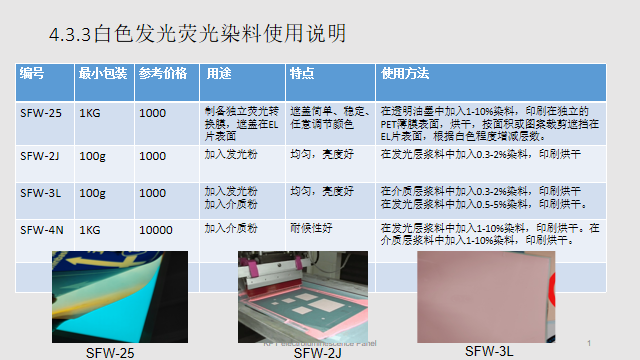 4.3.3白色发光荧光染料使用说明
编号 最小包装 参考价格 用途 特点 使用方法
SFW-25 1KG 1000 制备独立荧光转 遮盖简单、稳定、 在透明油墨中加入1-10%染料，印刷在独立的
换膜，遮盖在EL 任意调节颜色 PET薄膜表面，烘干，按面积或图案裁剪遮挡在
片表面 EL片表面，根据白色程度增减层数。
SFW-2J 100g 1000 加入发光粉 均匀，亮度好 在发光层浆料中加入0.3-2%染料，印刷烘干
SFW-3L 100g 1000 加入发光粉 均匀，亮度好 在介质层浆料中加入0.3-2%染料，印刷烘干
加入介质粉 在发光层浆料中加入0.5-5%染料，印刷烘干。
SFW-4N 1KG 10000 加入介质粉 耐候性好 在发光层浆料中加入1-10%染料，印刷烘干。在
介质层浆料中加入1-10%染料，印刷烘干。
Electroluminescence Panel 1
SFW-25 SFW-2J SFW-3L